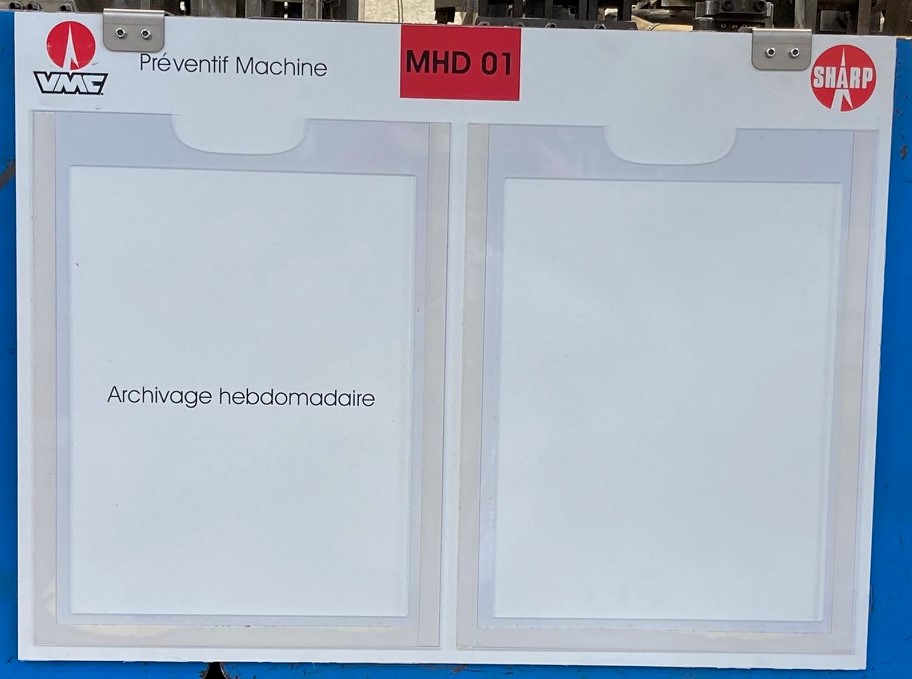 VMC
Préventif Machine
MHD 01
SHARP
Archivage hebdomadaire